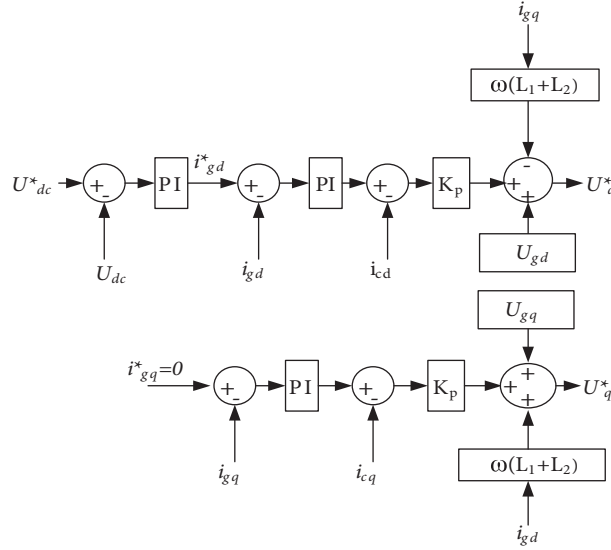 i_gq
ω(L₁+L₂)
U*_dc + - PI i*_gd + - PI + - K_p - + + U*_d
U_dc i_gd i_cd U_gd
U_gq
i*_gq=0 + - PI + - K_p + + + U*_q
i_gq i_cq ω(L₁+L₂)
i_gd